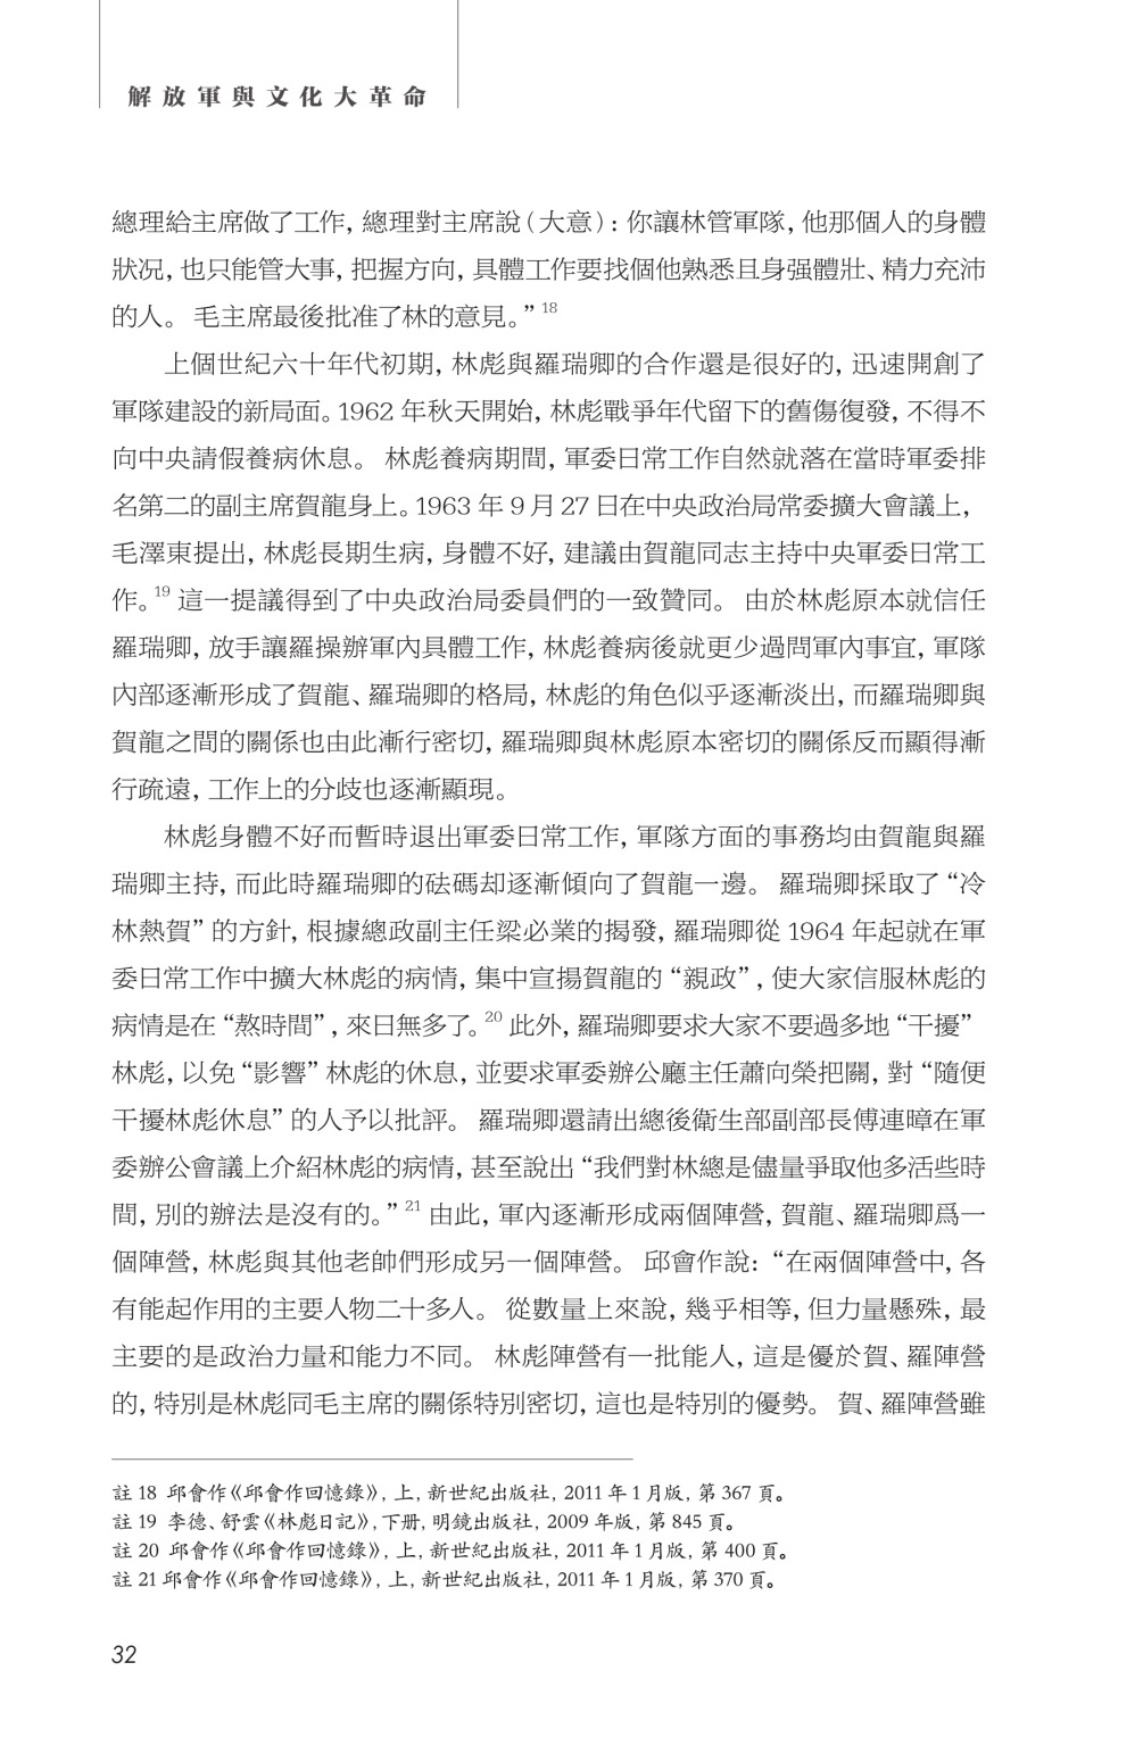 解放軍與文化大革命
總理給主席做了工作, 總理對主席說(大意): 你讓林管軍隊, 他那個人的身體
狀況, 也只能管大事, 把握方向, 具體工作要找個他熟悉且身强體壯、精力充沛
的人。 毛主席最後批准了林的意見。” 18
上個世紀六十年代初期, 林彪與羅瑞卿的合作還是很好的, 迅速開創了
軍隊建設的新局面。1962 年秋天開始, 林彪戰爭年代留下的舊傷復發, 不得不
向中央請假養病休息。 林彪養病期間, 軍委日常工作自然就落在當時軍委排
名第二的副主席賀龍身上。1963 年 9 月 27 日在中央政治局常委擴大會議上,
毛澤東提出, 林彪長期生病, 身體不好, 建議由賀龍同志主持中央軍委日常工
作。19 這一提議得到了中央政治局委員們的一致贊同。 由於林彪原本就信任
羅瑞卿, 放手讓羅操辦軍內具體工作, 林彪養病後就更少過問軍內事宜, 軍隊
內部逐漸形成了賀龍、羅瑞卿的格局, 林彪的角色似乎逐漸淡出, 而羅瑞卿與
賀龍之間的關係也由此漸行密切, 羅瑞卿與林彪原本密切的關係反而顯得漸
行疏遠, 工作上的分歧也逐漸顯現。
林彪身體不好而暫時退出軍委日常工作, 軍隊方面的事務均由賀龍與羅
瑞卿主持, 而此時羅瑞卿的砝碼却逐漸傾向了賀龍一邊。 羅瑞卿採取了 “冷
林熱賀” 的方針, 根據總政副主任梁必業的揭發, 羅瑞卿從 1964 年起就在軍
委日常工作中擴大林彪的病情, 集中宣揚賀龍的 “親政” , 使大家信服林彪的
病情是在 “熬時間” , 來日無多了。20 此外, 羅瑞卿要求大家不要過多地 “干擾”
林彪, 以免 “影響” 林彪的休息, 並要求軍委辦公廳主任蕭向榮把關, 對 “隨便
干擾林彪休息” 的人予以批評。 羅瑞卿還請出總後衛生部副部長傅連暲在軍
委辦公會議上介紹林彪的病情, 甚至說出 “我們對林總是儘量爭取他多活些時
間, 別的辦法是沒有的。” 21 由此, 軍內逐漸形成兩個陣營, 賀龍、羅瑞卿爲一
個陣營, 林彪與其他老帥們形成另一個陣營。 邱會作說: “在兩個陣營中, 各
有能起作用的主要人物二十多人。 從數量上來說, 幾乎相等, 但力量懸殊, 最
主要的是政治力量和能力不同。 林彪陣營有一批能人, 這是優於賀、羅陣營
的, 特別是林彪同毛主席的關係特別密切, 這也是特別的優勢。 賀、羅陣營雖
註 18 邱會作《邱會作回憶錄》, 上, 新世紀出版社, 2011 年 1 月版, 第 367 頁。
註 19 李德、舒雲《林彪日記》, 下册, 明鏡出版社, 2009 年版, 第 845 頁。
註 20 邱會作《邱會作回憶錄》, 上, 新世紀出版社, 2011 年 1 月版, 第 400 頁。
註 21 邱會作《邱會作回憶錄》, 上, 新世紀出版社, 2011 年 1 月版, 第 370 頁。
32